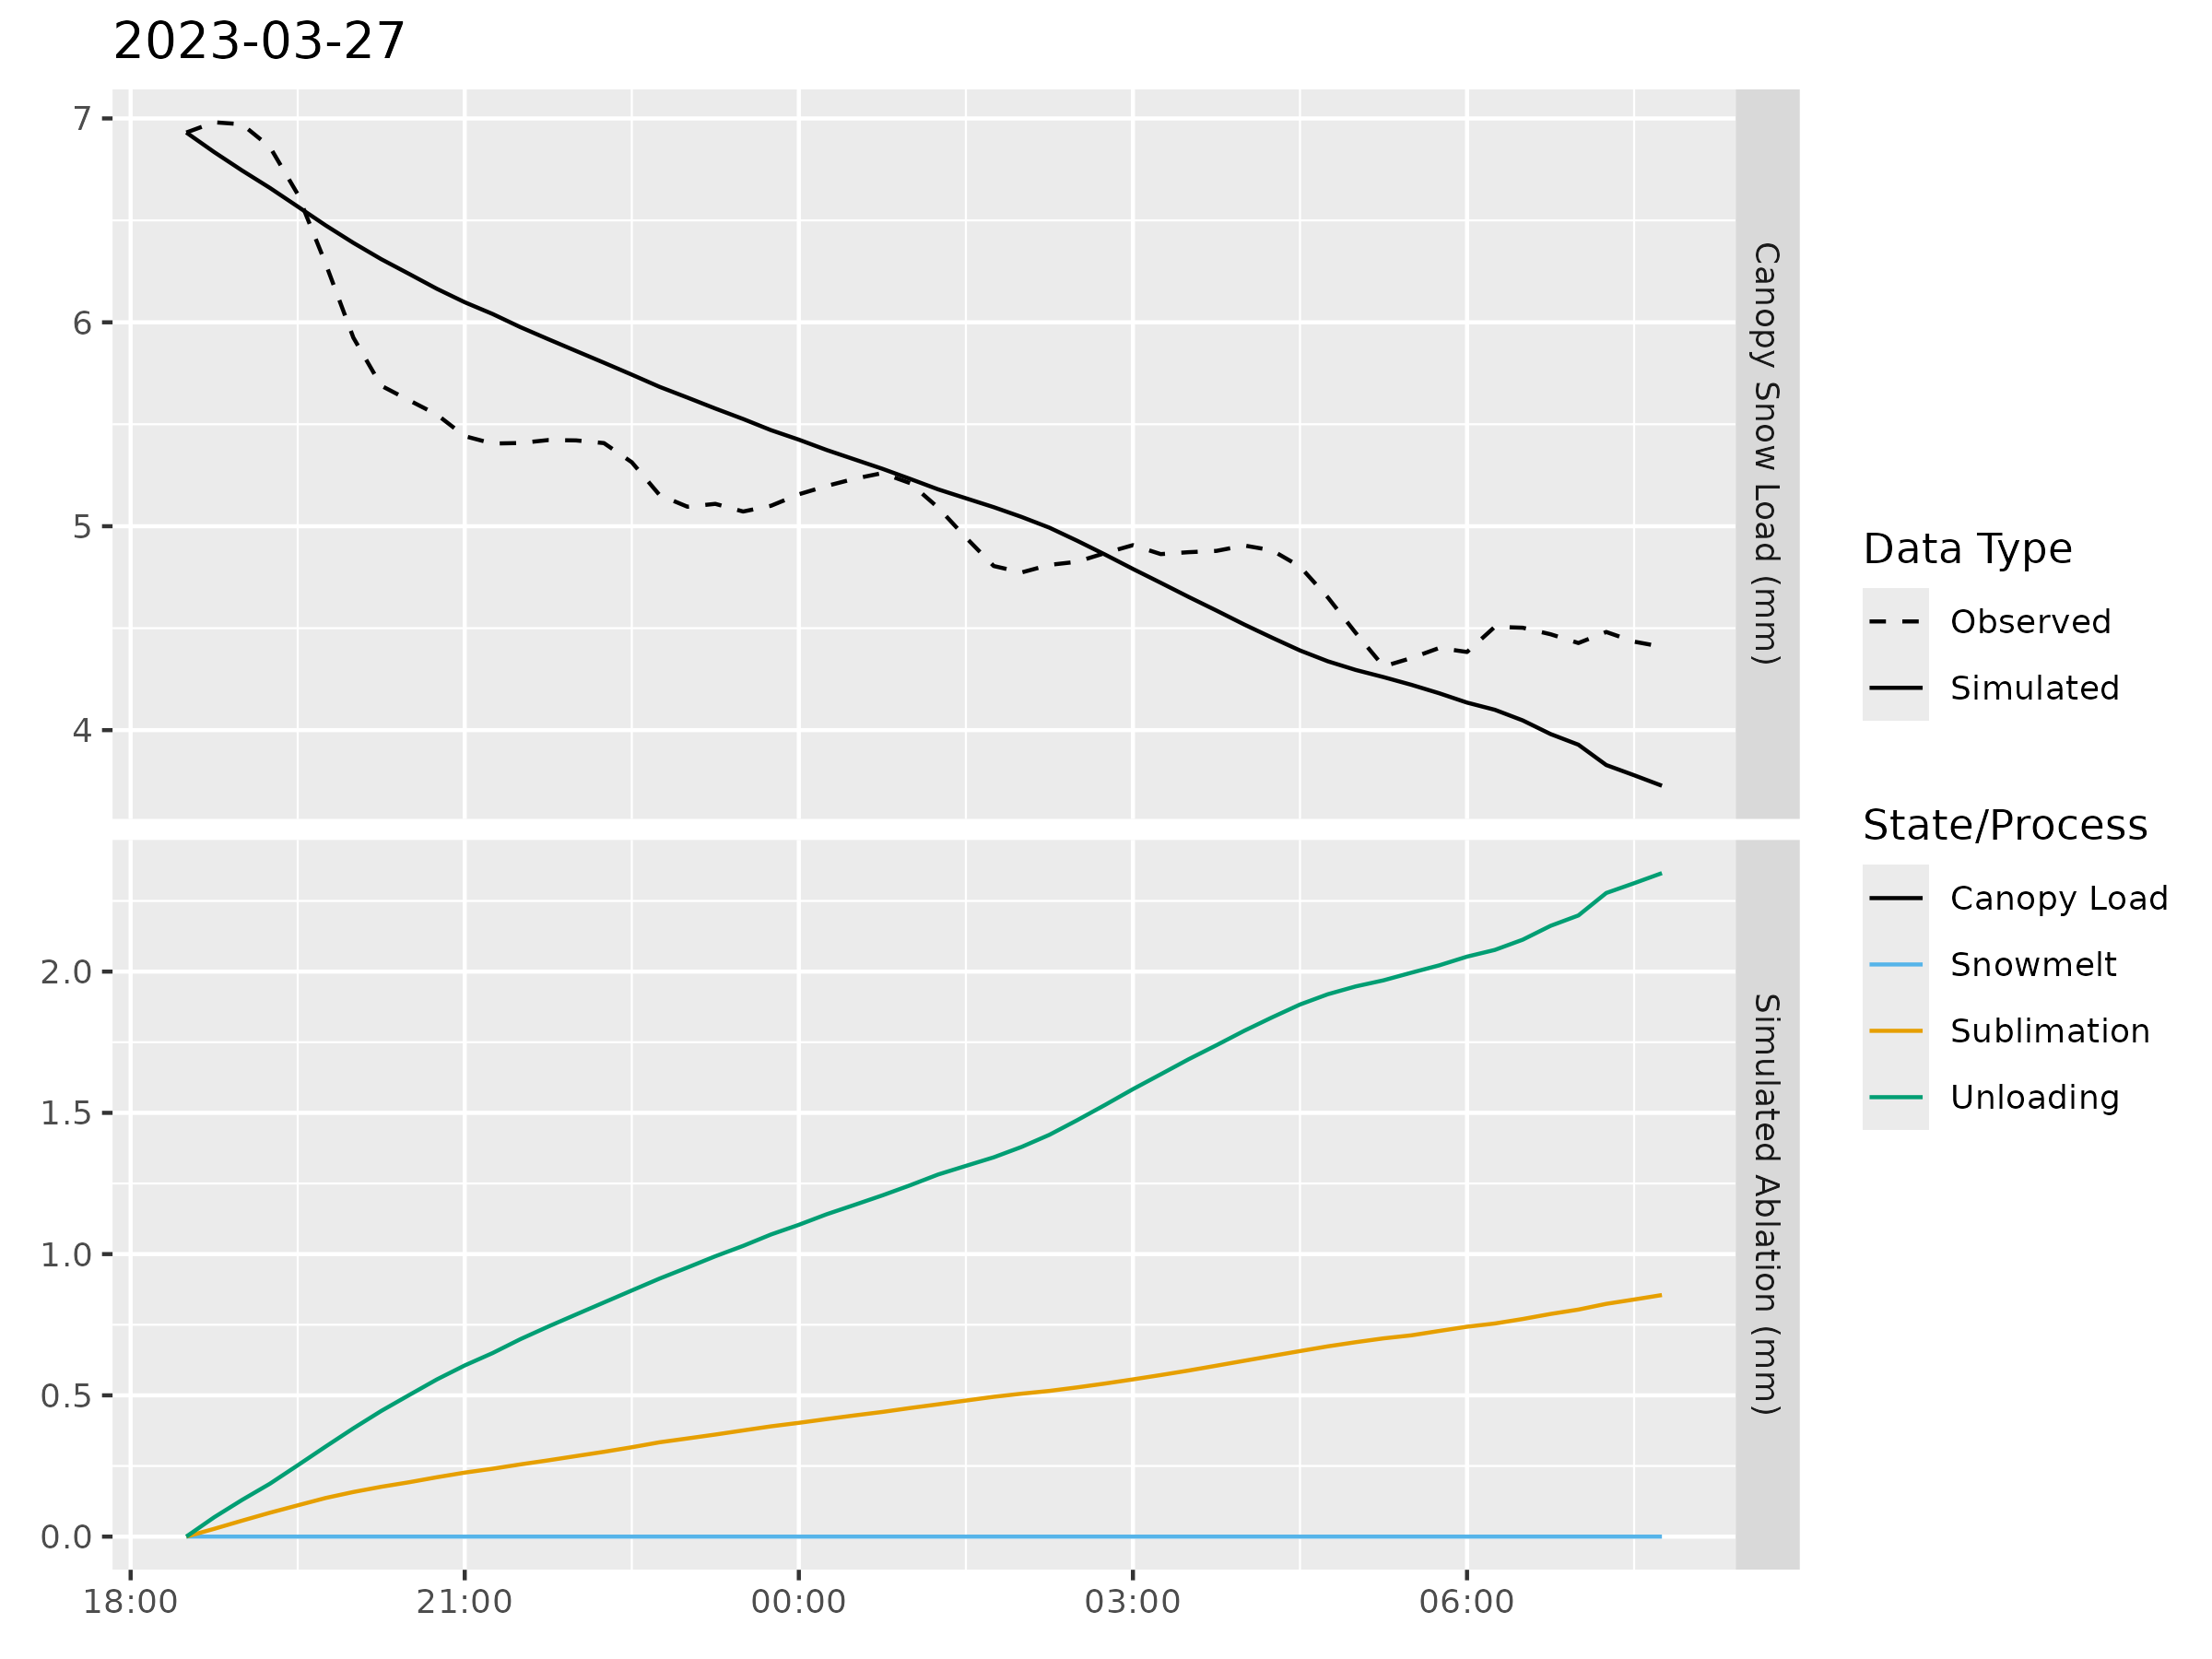 2023-03-27
7
6
5
4
Canopy Snow Load (mm)
2.0
1.5
1.0
0.5
0.0
Simulated Ablation (mm)
18:00 21:00 00:00 03:00 06:00
Data Type
Observed
Simulated
State/Process
Canopy Load
Snowmelt
Sublimation
Unloading